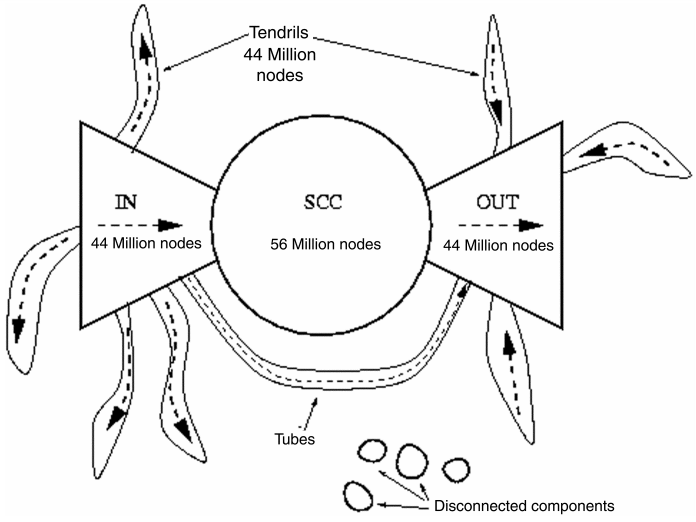 Tendrils
44 Million
nodes
IN
44 Million nodes
SCC
56 Million nodes
OUT
44 Million nodes
Tubes
Disconnected components